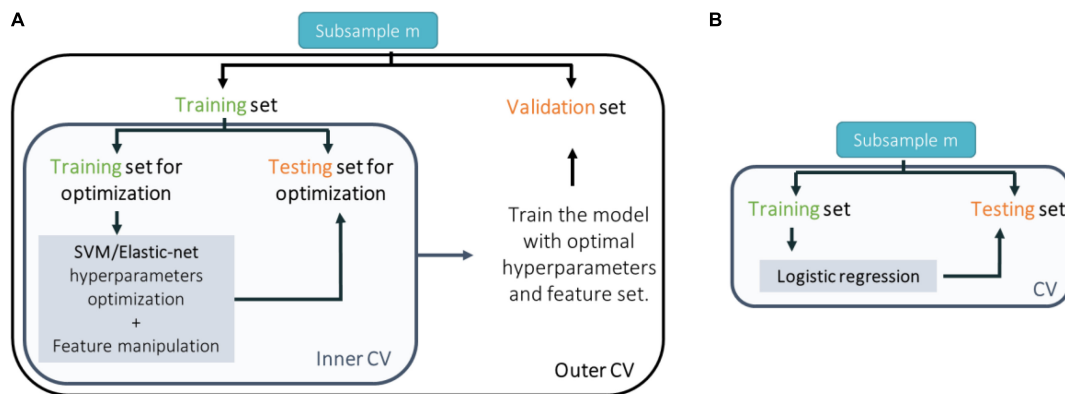 A
Subsample m
Training set
Validation set
Training set for
optimization
Testing set for
optimization
SVM/Elastic-net
hyperparameters
optimization
+
Feature manipulation
Inner CV
Train the model
with optimal
hyperparameters
and feature set.
Outer CV
B
Subsample m
Training set
Testing set
Logistic regression
CV